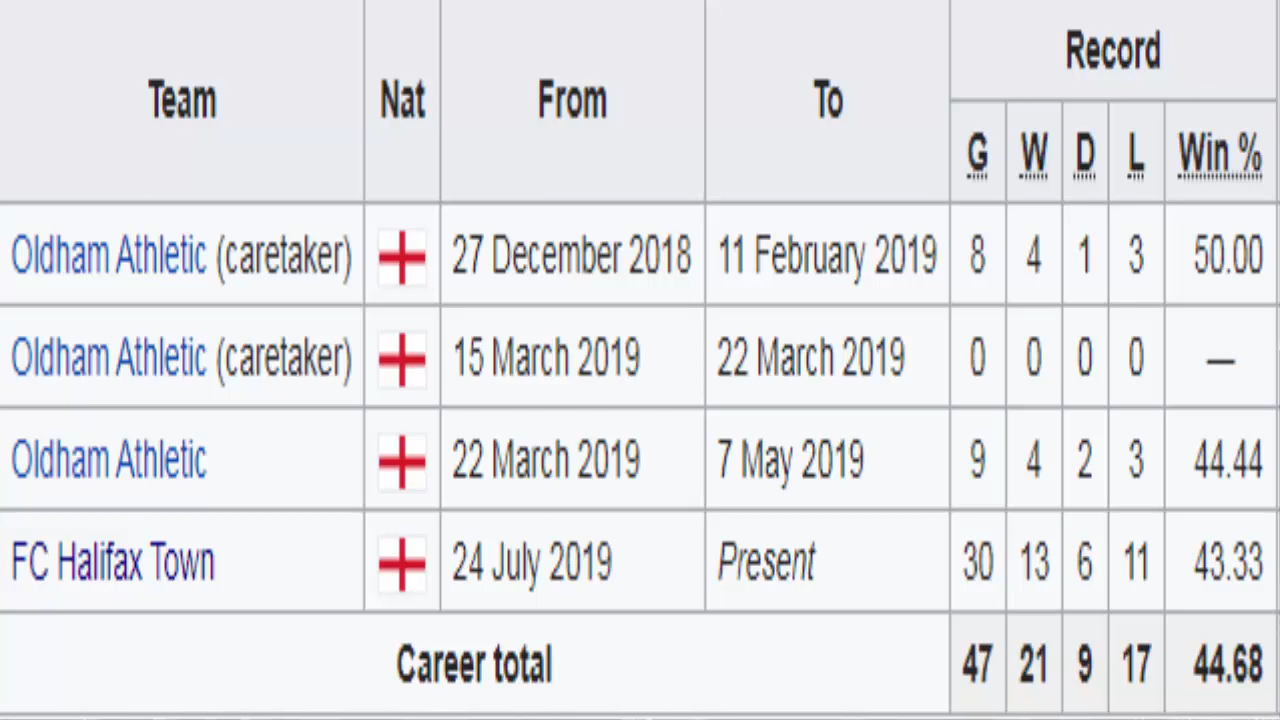 Team Nat From To Record
G W D L Win %
Oldham Athletic (caretaker) 27 December 2018 11 February 2019 8 4 1 3 50.00
Oldham Athletic (caretaker) 15 March 2019 22 March 2019 0 0 0 0 —
Oldham Athletic 22 March 2019 7 May 2019 9 4 2 3 44.44
FC Halifax Town 24 July 2019 Present 30 13 6 11 43.33
Career total 47 21 9 17 44.68